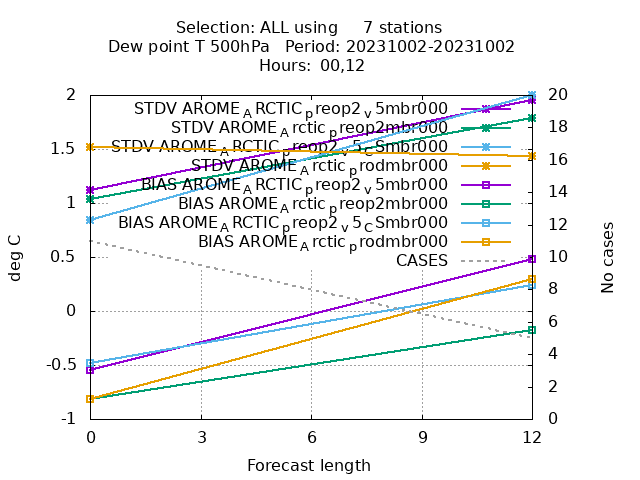 Selection: ALL using 7 stations
Dew point T 500hPa Period: 20231002-20231002
Hours: 00,12
deg C
No cases
2
1.5
1
0.5
0
-0.5
-1
20
18
16
14
12
10
8
6
4
2
0
STDV AROME_ARCTIC_preop2_v5mbr000
STDV AROME_Arctic_preop2mbr000
STDV AROME_ARCTIC_preop2_v5_CSmbr000
STDV AROME_Arctic_prodmbr000
BIAS AROME_ARCTIC_preop2_v5mbr000
BIAS AROME_Arctic_preop2mbr000
BIAS AROME_ARCTIC_preop2_v5_CSmbr000
BIAS AROME_Arctic_prodmbr000
CASES
0 3 6 9 12
Forecast length